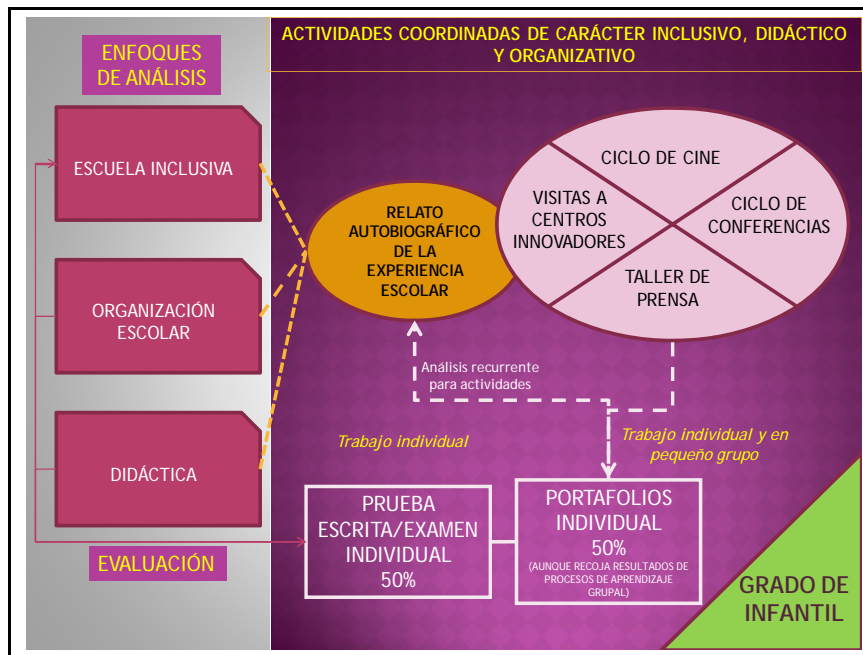 ENFOQUES
DE ANÁLISIS
ACTIVIDADES COORDINADAS DE CARÁCTER INCLUSIVO, DIDÁCTICO
Y ORGANIZATIVO
ESCUELA INCLUSIVA
ORGANIZACIÓN
ESCOLAR
DIDÁCTICA
EVALUACIÓN
RELATO
AUTOBIOGRÁFICO
DE LA
EXPERIENCIA
ESCOLAR
CICLO DE CINE
VISITAS A
CENTROS
INNOVADORES
CICLO DE
CONFERENCIAS
TALLER DE
PRENSA
Análisis recurrente
para actividades
Trabajo individual
Trabajo individual y en
pequeño grupo
PRUEBA
ESCRITA/EXAMEN
INDIVIDUAL
50%
PORTAFOLIOS
INDIVIDUAL
50%
(AUNQUE RECOJA RESULTADOS DE
PROCESOS DE APRENDIZAJE
GRUPAL)
GRADO DE
INFANTIL